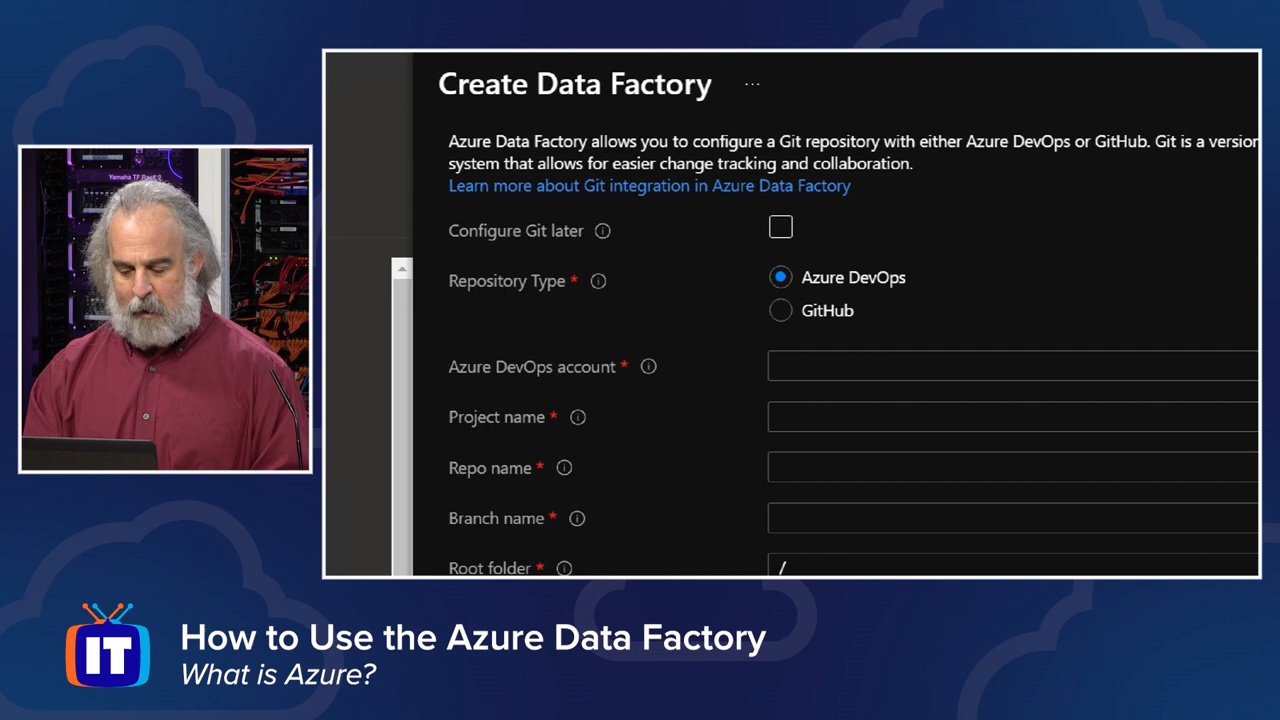 Create Data Factory ...
Azure Data Factory allows you to configure a Git repository with either Azure DevOps or GitHub. Git is a version
system that allows for easier change tracking and collaboration.
Learn more about Git integration in Azure Data Factory
Configure Git later
Repository Type *
Azure DevOps
GitHub
Azure DevOps account *
Project name *
Repo name *
Branch name *
Root folder * /
IT
How to Use the Azure Data Factory
What is Azure?